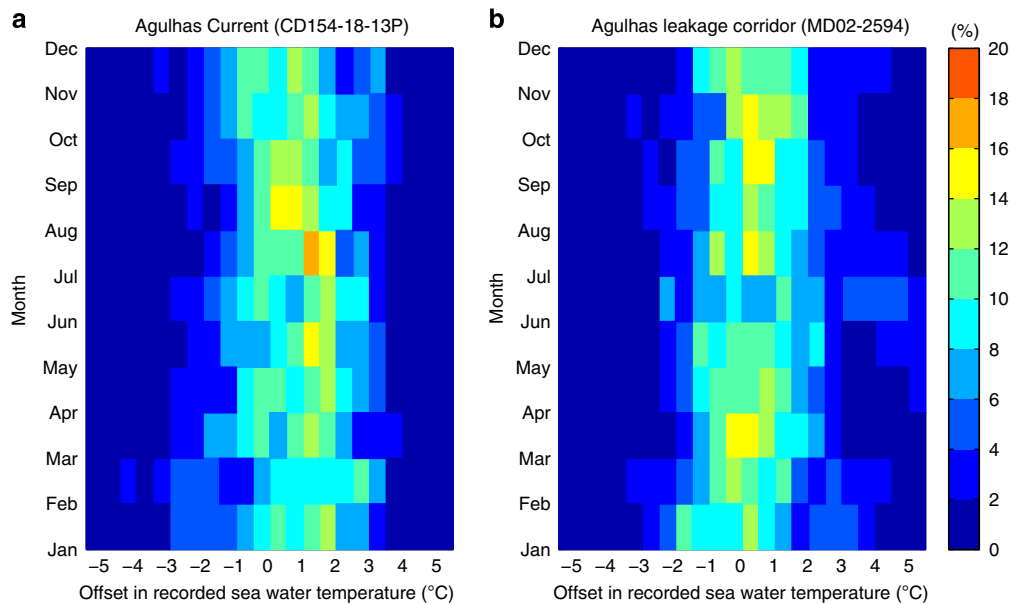 a
Agulhas Current (CD154-18-13P)
Dec
Nov
Oct
Sep
Aug
Jul
Jun
May
Apr
Mar
Feb
Jan
Month
−5 −4 −3 −2 −1 0 1 2 3 4 5
Offset in recorded sea water temperature (°C)
b
Agulhas leakage corridor (MD02-2594)
Dec
Nov
Oct
Sep
Aug
Jul
Jun
May
Apr
Mar
Feb
Jan
Month
−5 −4 −3 −2 −1 0 1 2 3 4 5
Offset in recorded sea water temperature (°C)
(%)
20
18
16
14
12
10
8
6
4
2
0